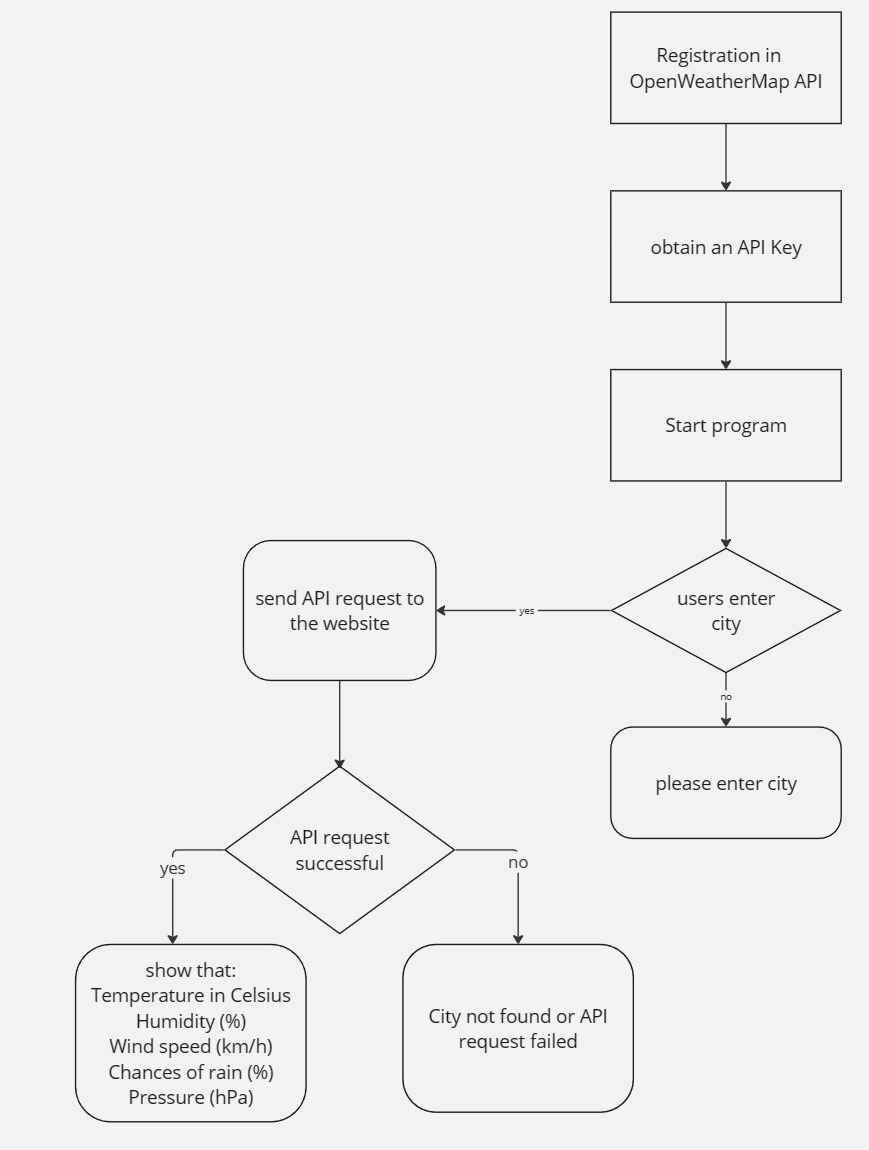 Registration in
OpenWeatherMap API
obtain an API Key
Start program
users enter
city
yes
send API request to
the website
no
please enter city
API request
successful
yes
no
show that:
Temperature in Celsius
Humidity (%)
Wind speed (km/h)
Chances of rain (%)
Pressure (hPa)
City not found or API
request failed